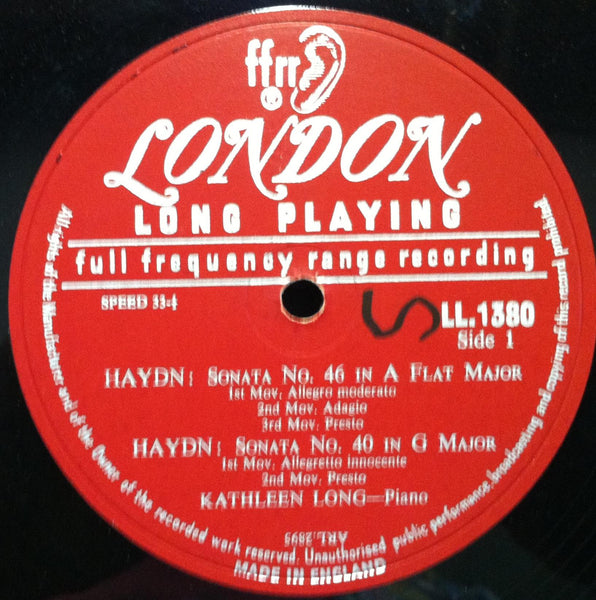 ffrr
LONDON
LONG PLAYING
full frequency range recording
SPEED 33⅓
LL.1380
Side 1
HAYDN: SONATA NO. 46 IN A FLAT MAJOR
1st Mov: Allegro moderato
2nd Mov: Adagio
3rd Mov: Presto
HAYDN: SONATA NO. 40 IN G MAJOR
1st Mov: Allegretto innocente
2nd Mov: Presto
KATHLEEN LONG—Piano
ARL.2895
All rights of the Manufacturer and of the Owner of the recorded work reserved. Unauthorised public performance, broadcasting and copying of this record prohibited
MADE IN ENGLAND